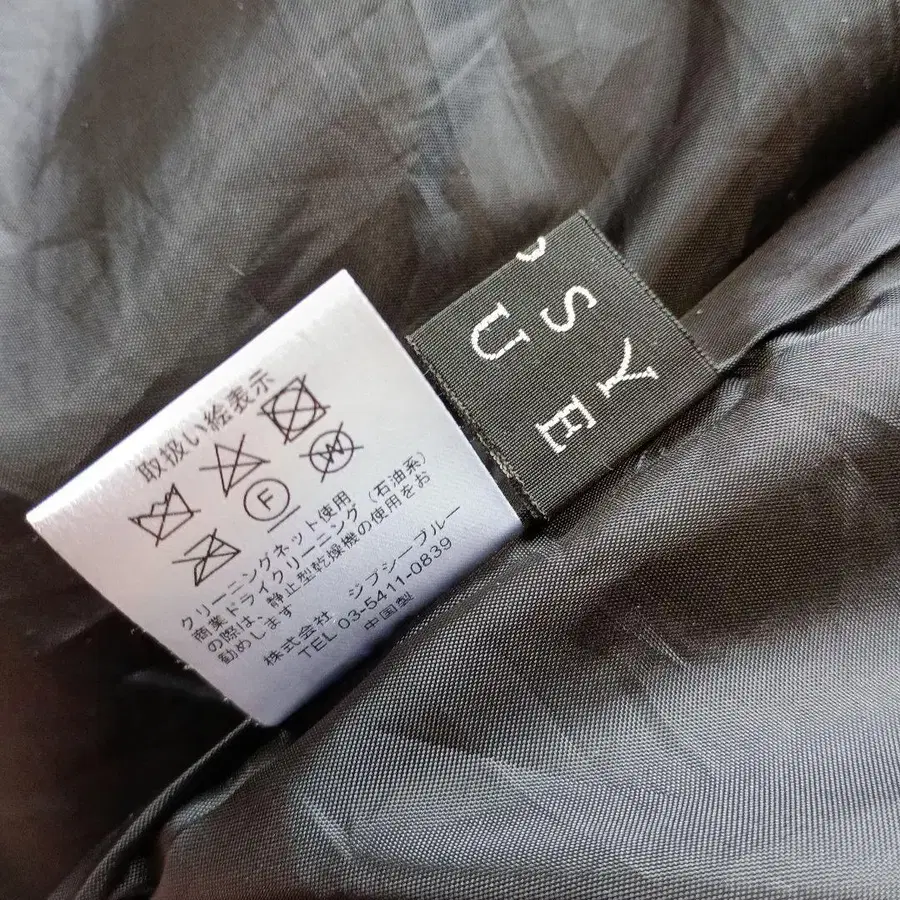 取扱い絵表示
F
W
クリーニングネット使用
商業ドライクリーニング (石油系)
の際は、静止型乾燥機の使用をお
勧めします
株式会社 ジプシーブルー
TEL 03-5411-0839
中国製
SY
U E